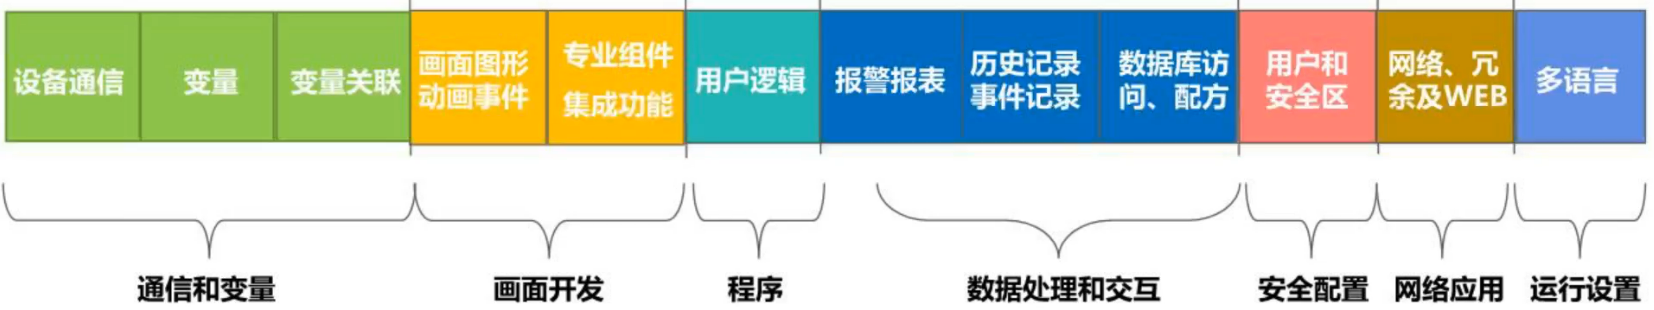 设备通信
变量
变量关联
画面图形
动画事件
专业组件
集成功能
用户逻辑
报警报表
历史记录
事件记录
数据库访
问、配方
用户和
安全区
网络、冗
余及WEB
多语言
通信和变量
画面开发
程序
数据处理和交互
安全配置
网络应用
运行设置